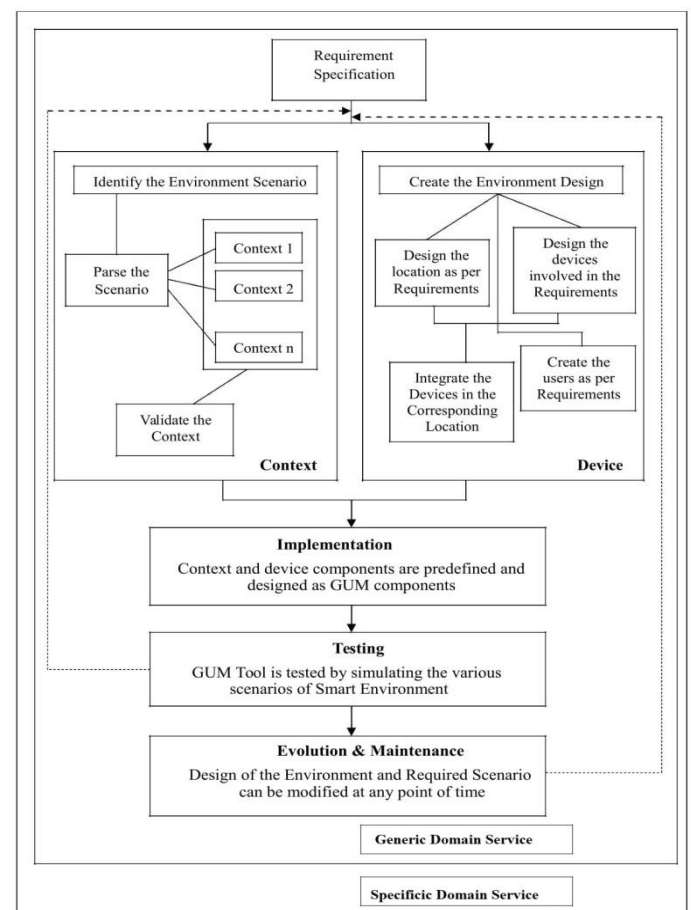 Requirement
Specification
Identify the Environment Scenario
Parse the
Scenario
Context 1
Context 2
Context n
Validate the
Context
Context
Create the Environment Design
Design the
location as per
Requirements
Design the
devices
involved in the
Requirements
Integrate the
Devices in the
Corresponding
Location
Create the
users as per
Requirements
Device
Implementation
Context and device components are predefined and
designed as GUM components
Testing
GUM Tool is tested by simulating the various
scenarios of Smart Environment
Evolution & Maintenance
Design of the Environment and Required Scenario
can be modified at any point of time
Generic Domain Service
Specificic Domain Service